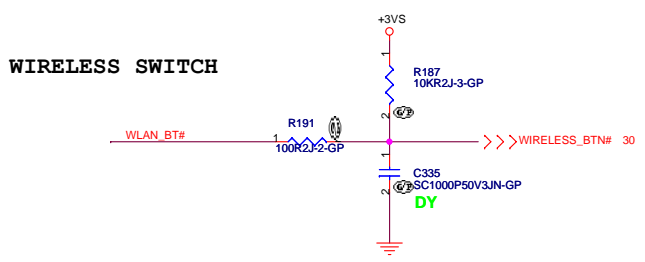 +3VS
WIRELESS SWITCH
1
R187
10KR2J-3-GP
2
G/P
R191
WLAN_BT#
1
100R2J-2-GP
WIRELESS_BTN# 30
1
C335
G/P
SC1000P50V3JN-GP
2
DY